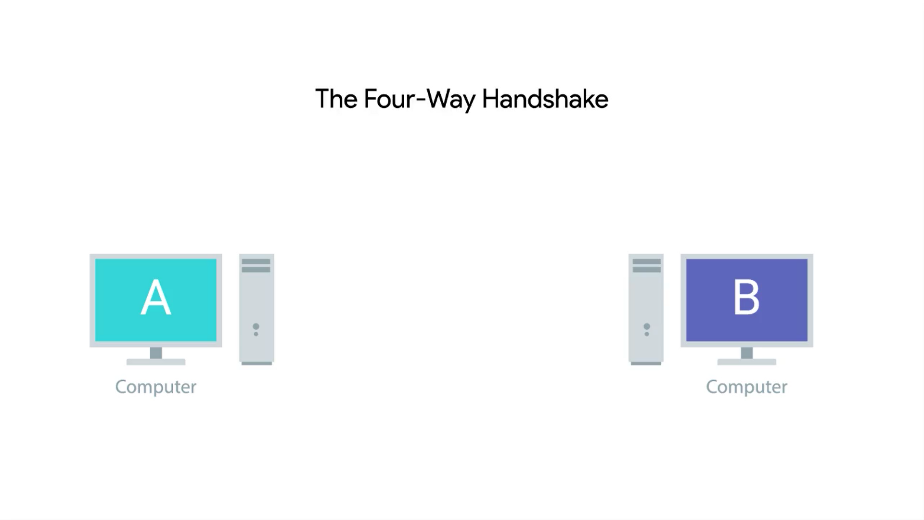 The Four-Way Handshake
A
B
Computer
Computer